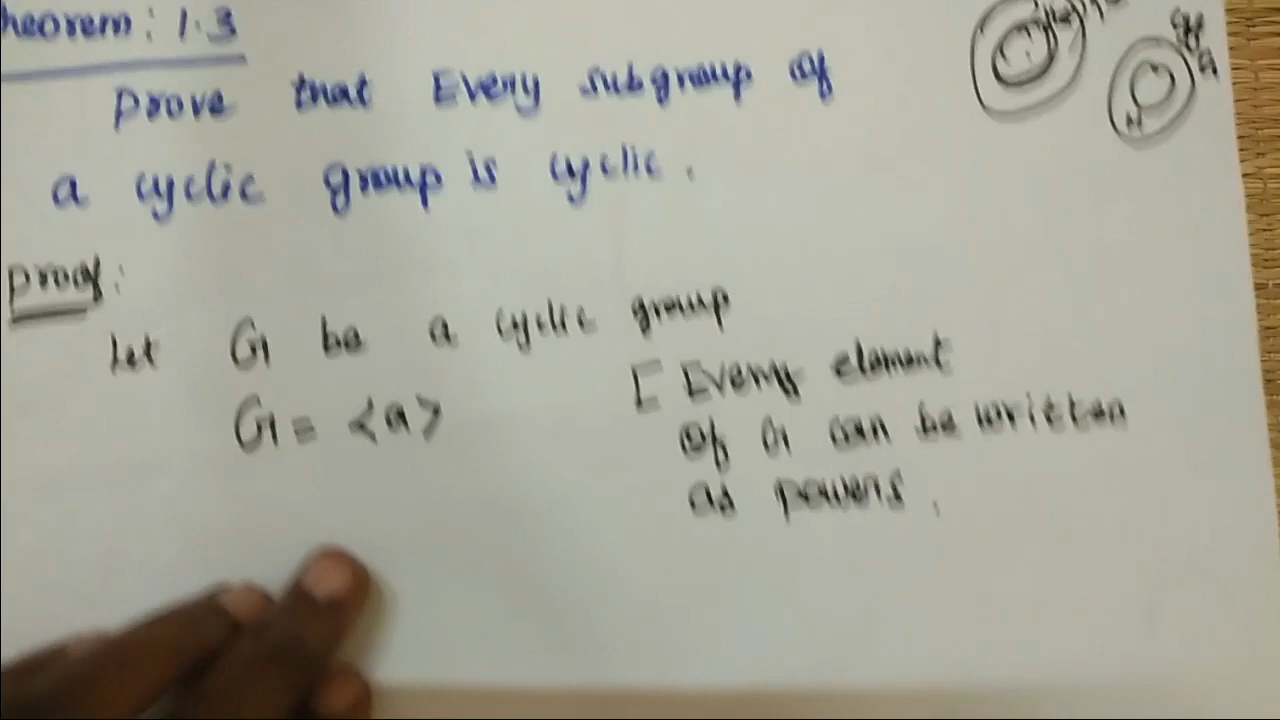 heorem: 1.3
Prove that Every subgroup of
a cyclic group is cyclic.
Proof:
Let G be a cyclic group
G = <a>
[Every element
of G can be written
as powers.
H